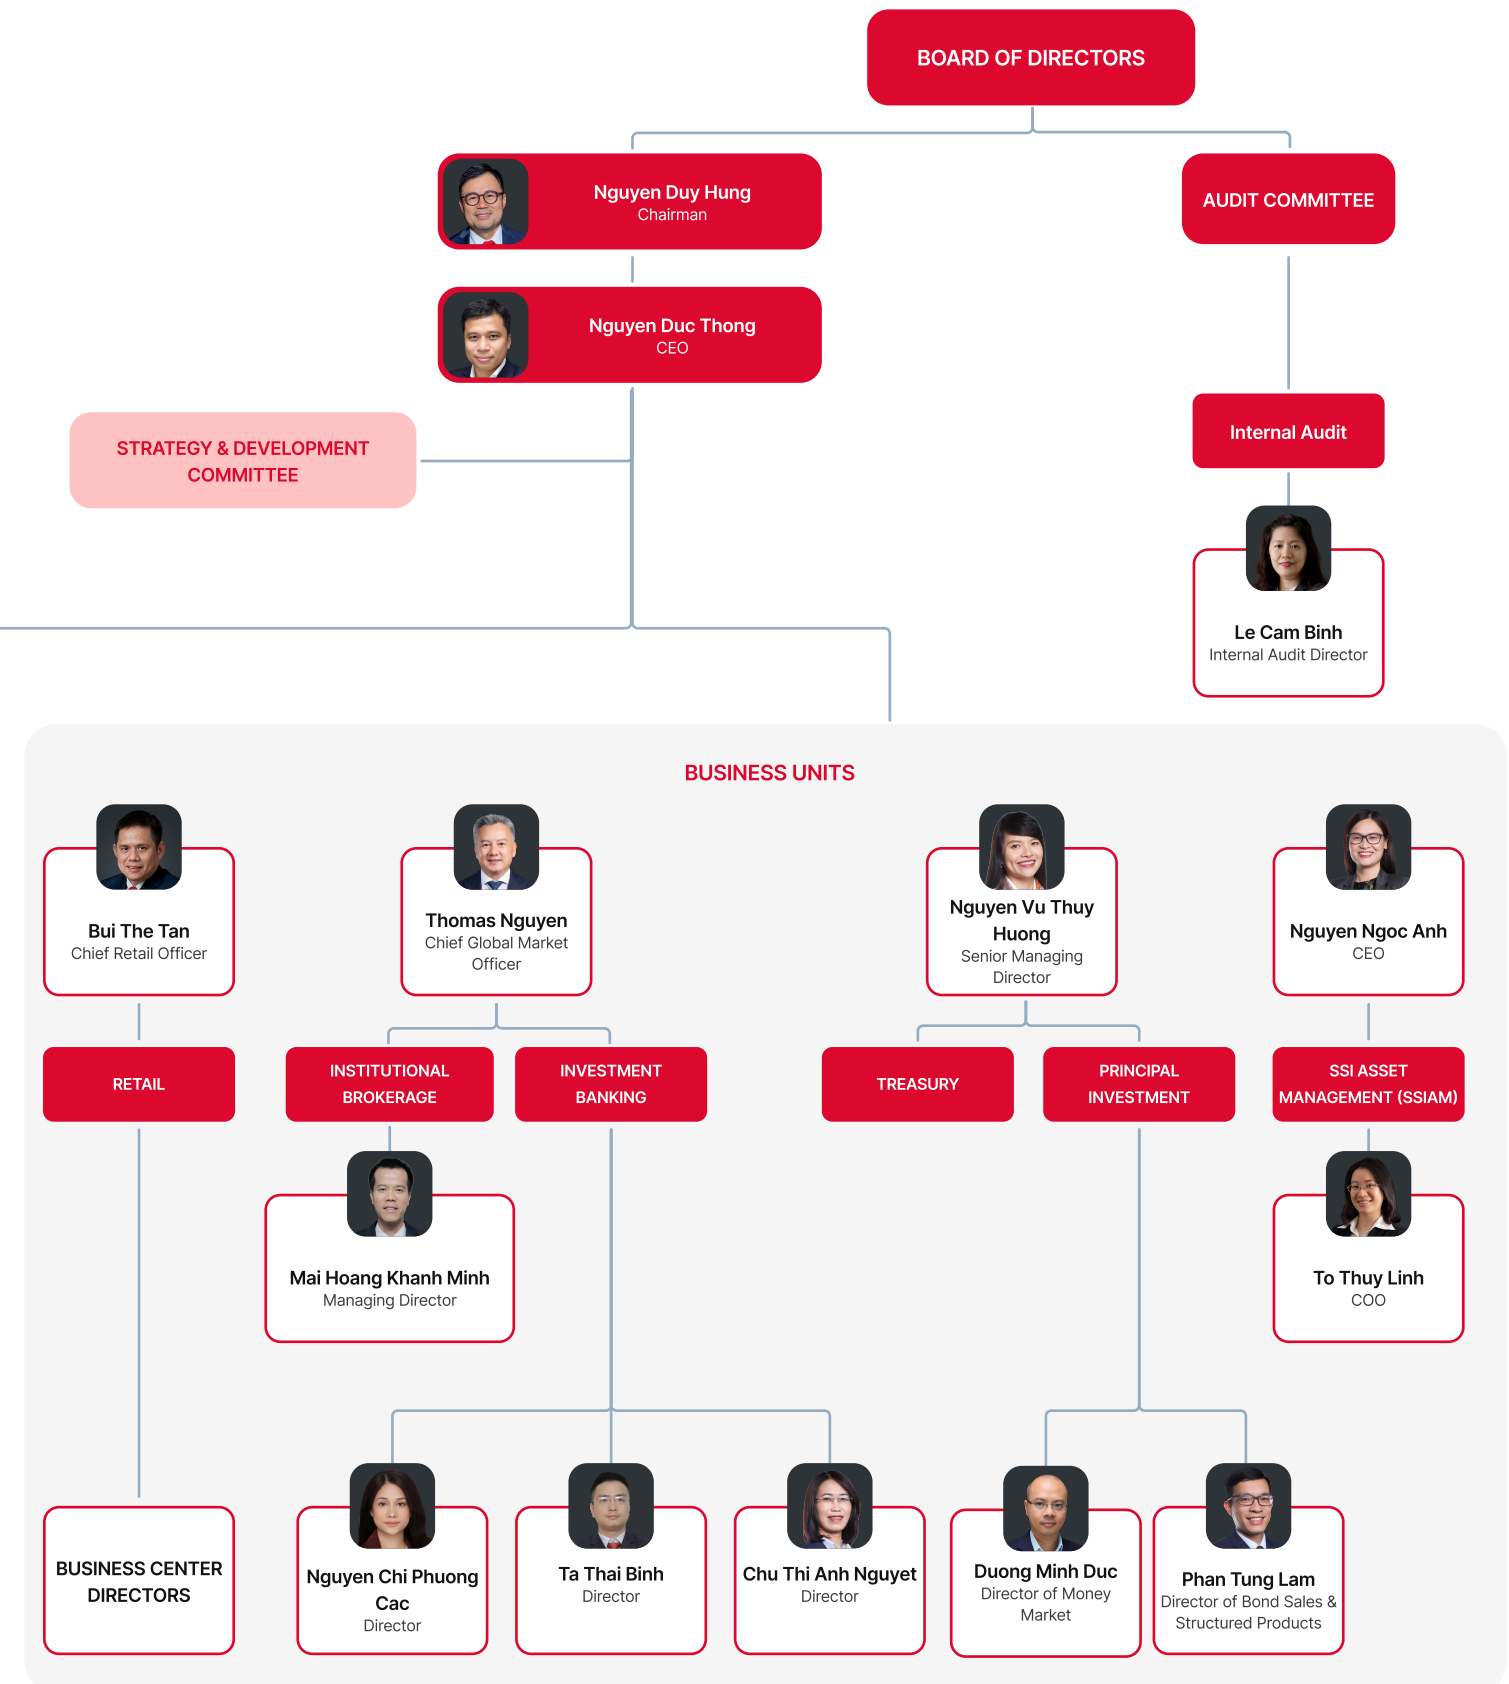 BOARD OF DIRECTORS
Nguyen Duy Hung
Chairman
AUDIT COMMITTEE
Nguyen Duc Thong
CEO
STRATEGY & DEVELOPMENT
COMMITTEE
Internal Audit
Le Cam Binh
Internal Audit Director
BUSINESS UNITS
Bui The Tan
Chief Retail Officer
Thomas Nguyen
Chief Global Market
Officer
Nguyen Vu Thuy
Huong
Senior Managing
Director
Nguyen Ngoc Anh
CEO
RETAIL
INSTITUTIONAL
BROKERAGE
INVESTMENT
BANKING
TREASURY
PRINCIPAL
INVESTMENT
SSI ASSET
MANAGEMENT (SSIAM)
Mai Hoang Khanh Minh
Managing Director
To Thuy Linh
COO
BUSINESS CENTER
DIRECTORS
Nguyen Chi Phuong
Cac
Director
Ta Thai Binh
Director
Chu Thi Anh Nguyet
Director
Duong Minh Duc
Director of Money
Market
Phan Tung Lam
Director of Bond Sales &
Structured Products